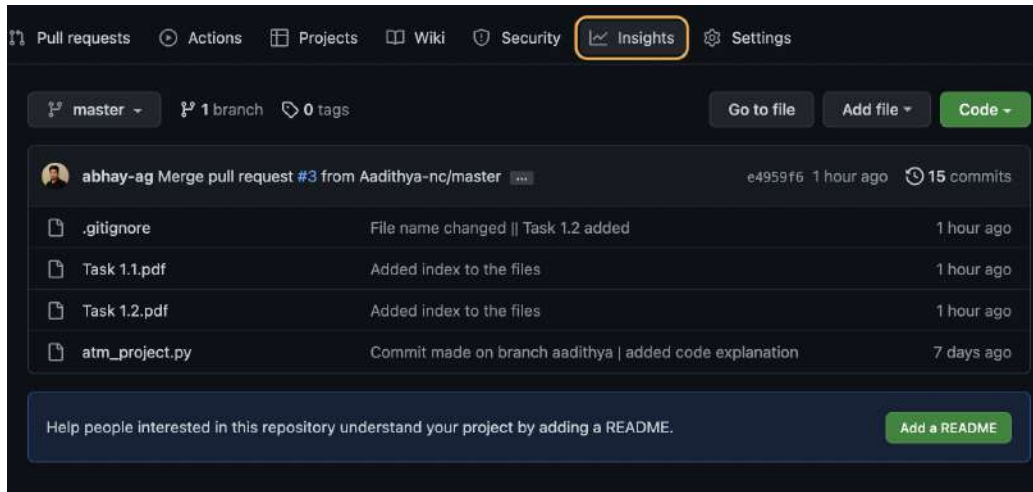 Pull requests Actions Projects Wiki Security Insights Settings
master 1 branch 0 tags Go to file Add file Code
abhay-ag Merge pull request #3 from Aadithya-nc/master ... e4959f6 1 hour ago 15 commits
.gitignore File name changed || Task 1.2 added 1 hour ago
Task 1.1.pdf Added index to the files 1 hour ago
Task 1.2.pdf Added index to the files 1 hour ago
atm_project.py Commit made on branch aadithya | added code explanation 7 days ago
Help people interested in this repository understand your project by adding a README. Add a README